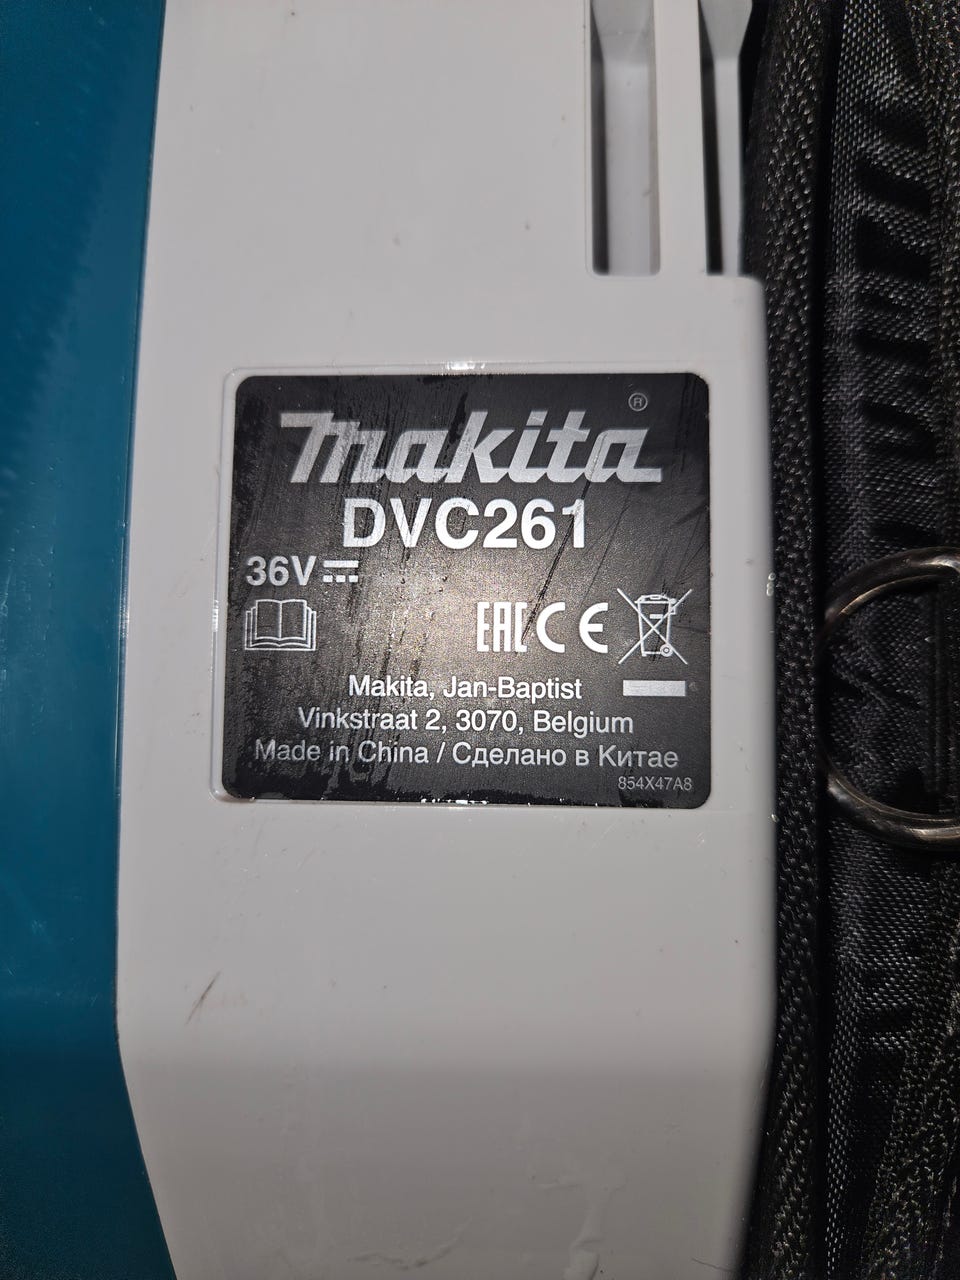 makita®
DVC261
36V
EAC CE
Makita, Jan-Baptist
Vinkstraat 2, 3070, Belgium
Made in China / Сделано в Китае
854X47A8